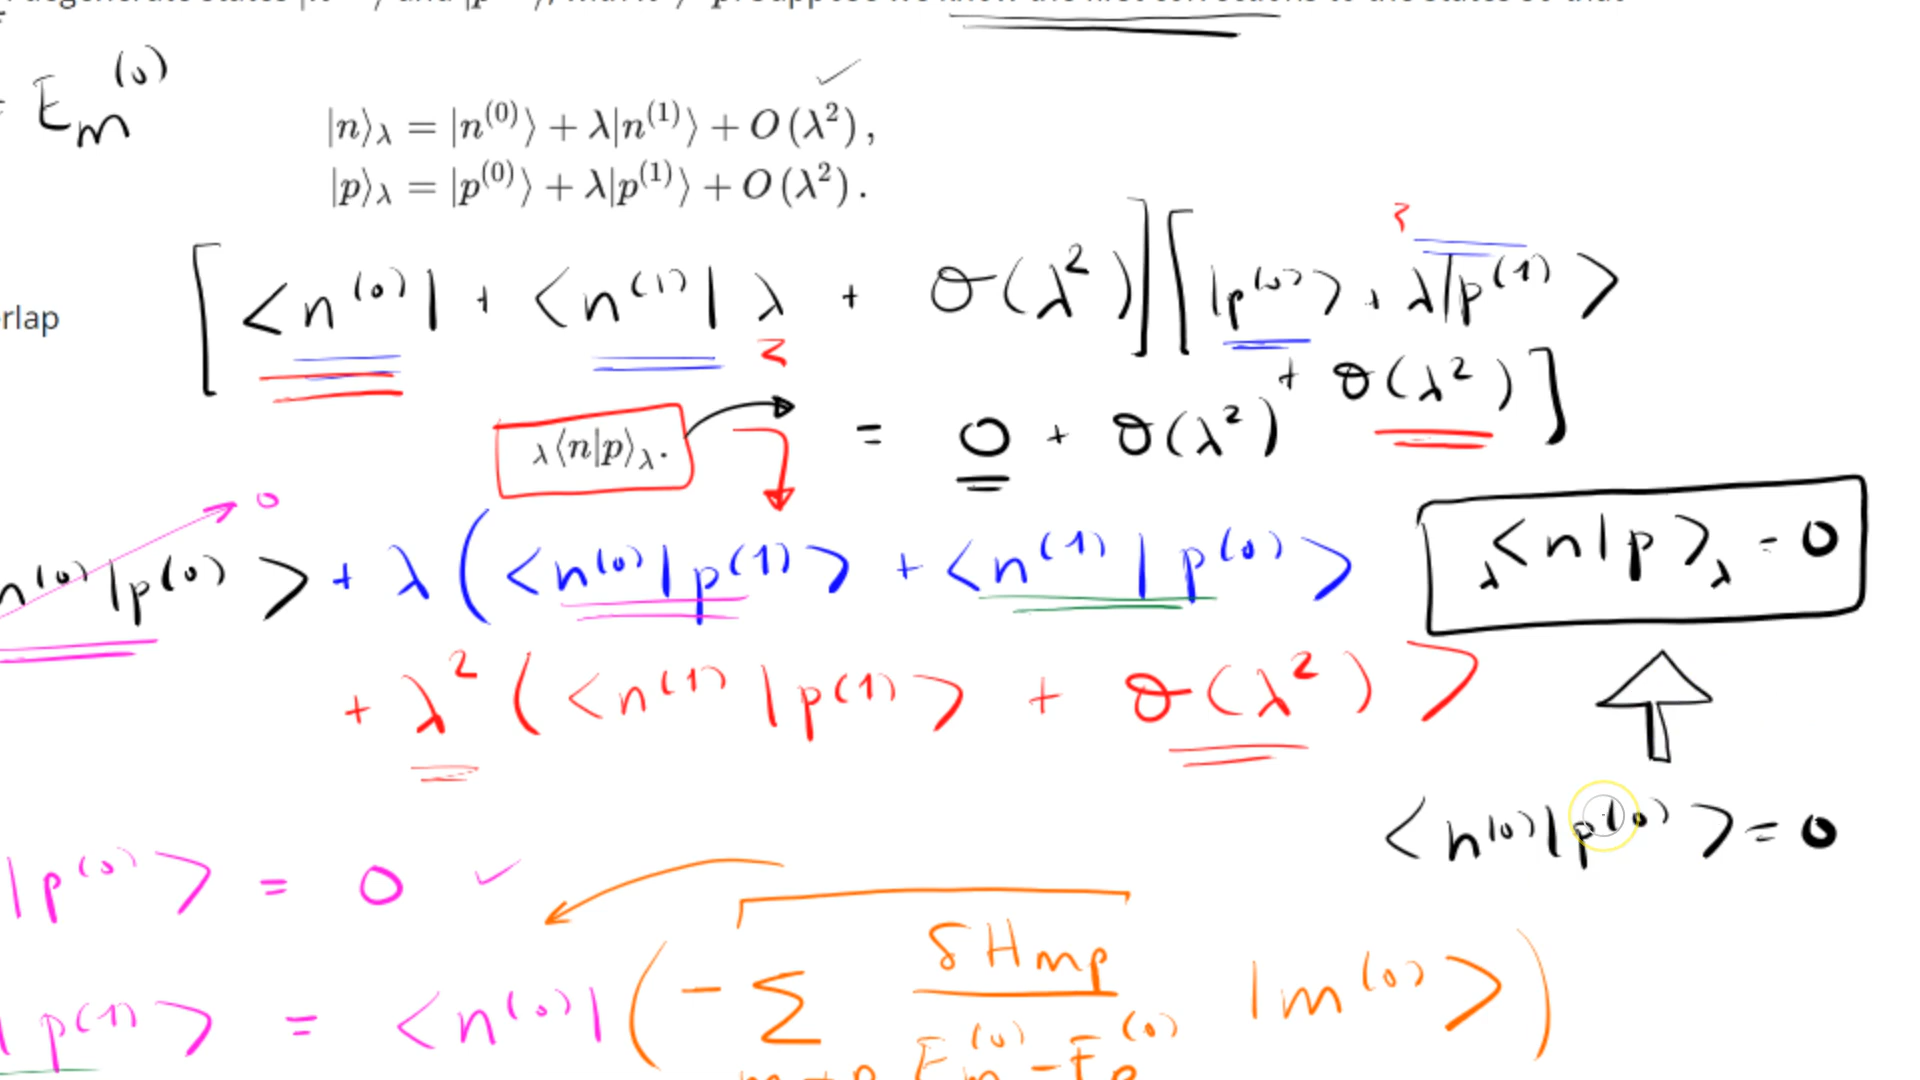 E_m^(0)
|n⟩_λ = |n^(0)⟩ + λ|n^(1)⟩ + O(λ²),
|p⟩_λ = |p^(0)⟩ + λ|p^(1)⟩ + O(λ²).
[<n^(0)| + <n^(1)| λ + O(λ²)] [|p^(0)> + λ|p^(1)>
+ O(λ²)]
rlap
λ⟨n|p⟩λ. = 0 + O(λ²)
0
n^(0)|p^(0)> + λ(<n^(0)|p^(1)> + <n^(1)|p^(0)>
λ<n|p>λ = 0
+ λ²(<n^(1)|p^(1)> + O(λ²)
<n^(0)|p^(0)> = 0
|p^(0)> = 0 ✓
|p^(1)> = <n^(0)| (- Σ δH_mp / E_m^(0) - E_p^(0) |m^(0)>)